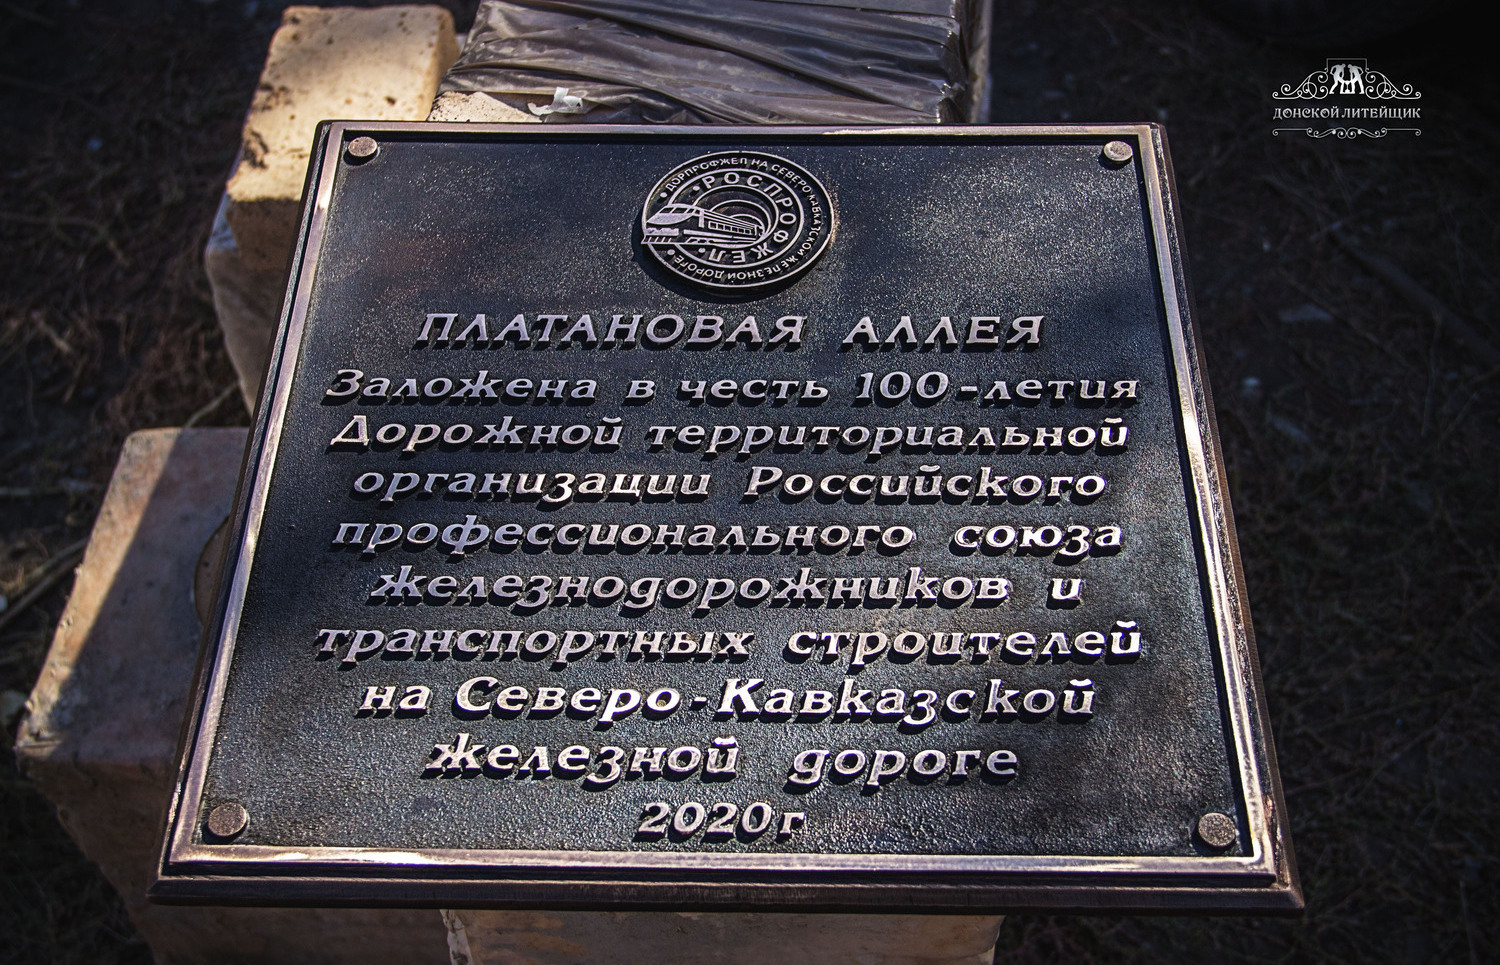 ДОНСКОЙ ЛИТЕЙЩИК
ДОРПРОФЖЕЛ НА СЕВЕРО-КАВКАЗСКОЙ ЖЕЛЕЗНОЙ ДОРОГЕ
РОСПРОФЖЕЛ
ПЛАТАНОВАЯ АЛЛЕЯ
Заложена в честь 100-летия
Дорожной территориальной
организации Российского
профессионального союза
железнодорожников и
транспортных строителей
на Северо-Кавказской
железной дороге
2020г